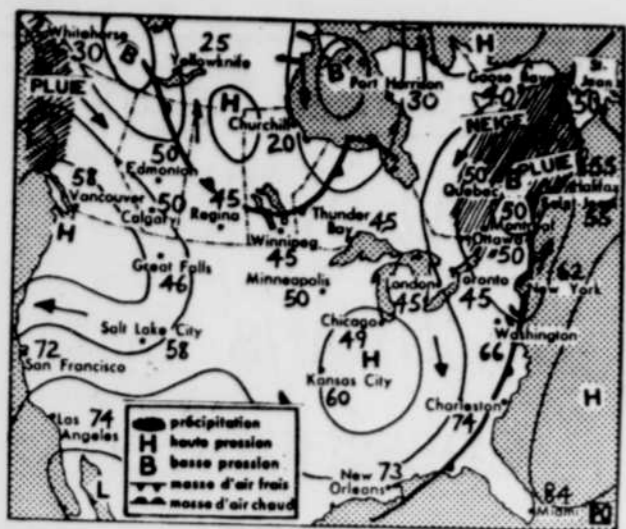 Whitehorse
30
B
25
Yellowknife
PLUIE
H
Churchill
20
B
Port Harrison
30
H
Goose Bay
40
St. Jean
50
NEIGE
50
Edmonton
58
Vancouver
50
Calgary
45
Regina
Winnipeg
45
Thunder Bay
45
50
Québec
B
PLUIE
55
Halifax
Saint Jean
55
50
Montréal
Ottawa
50
H
Great Falls
46
Minneapolis
50
London
45
Toronto
45
62
New York
Chicago
49
Washington
66
Salt Lake City
58
72
San Francisco
H
Kansas City
60
Charleston
74
H
Las Angeles
74
L
précipitation
H haute pression
B basse pression
masse d'air frais
masse d'air chaud
73
New Orleans
84
Miami